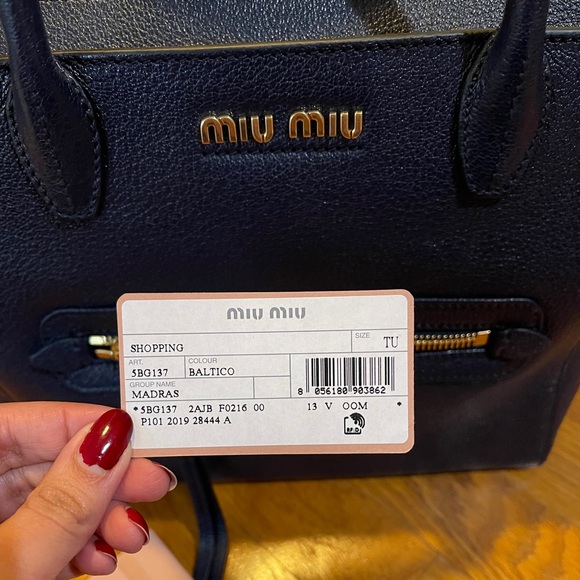 miu miu
miu miu
SIZE
SHOPPING TU
ART. COLOUR
5BG137 BALTICO
GROUP NAME
MADRAS
8 056180 903862
*5BG137 2AJB F0216 00 13 V OOM *
P101 2019 28444 A
RFID